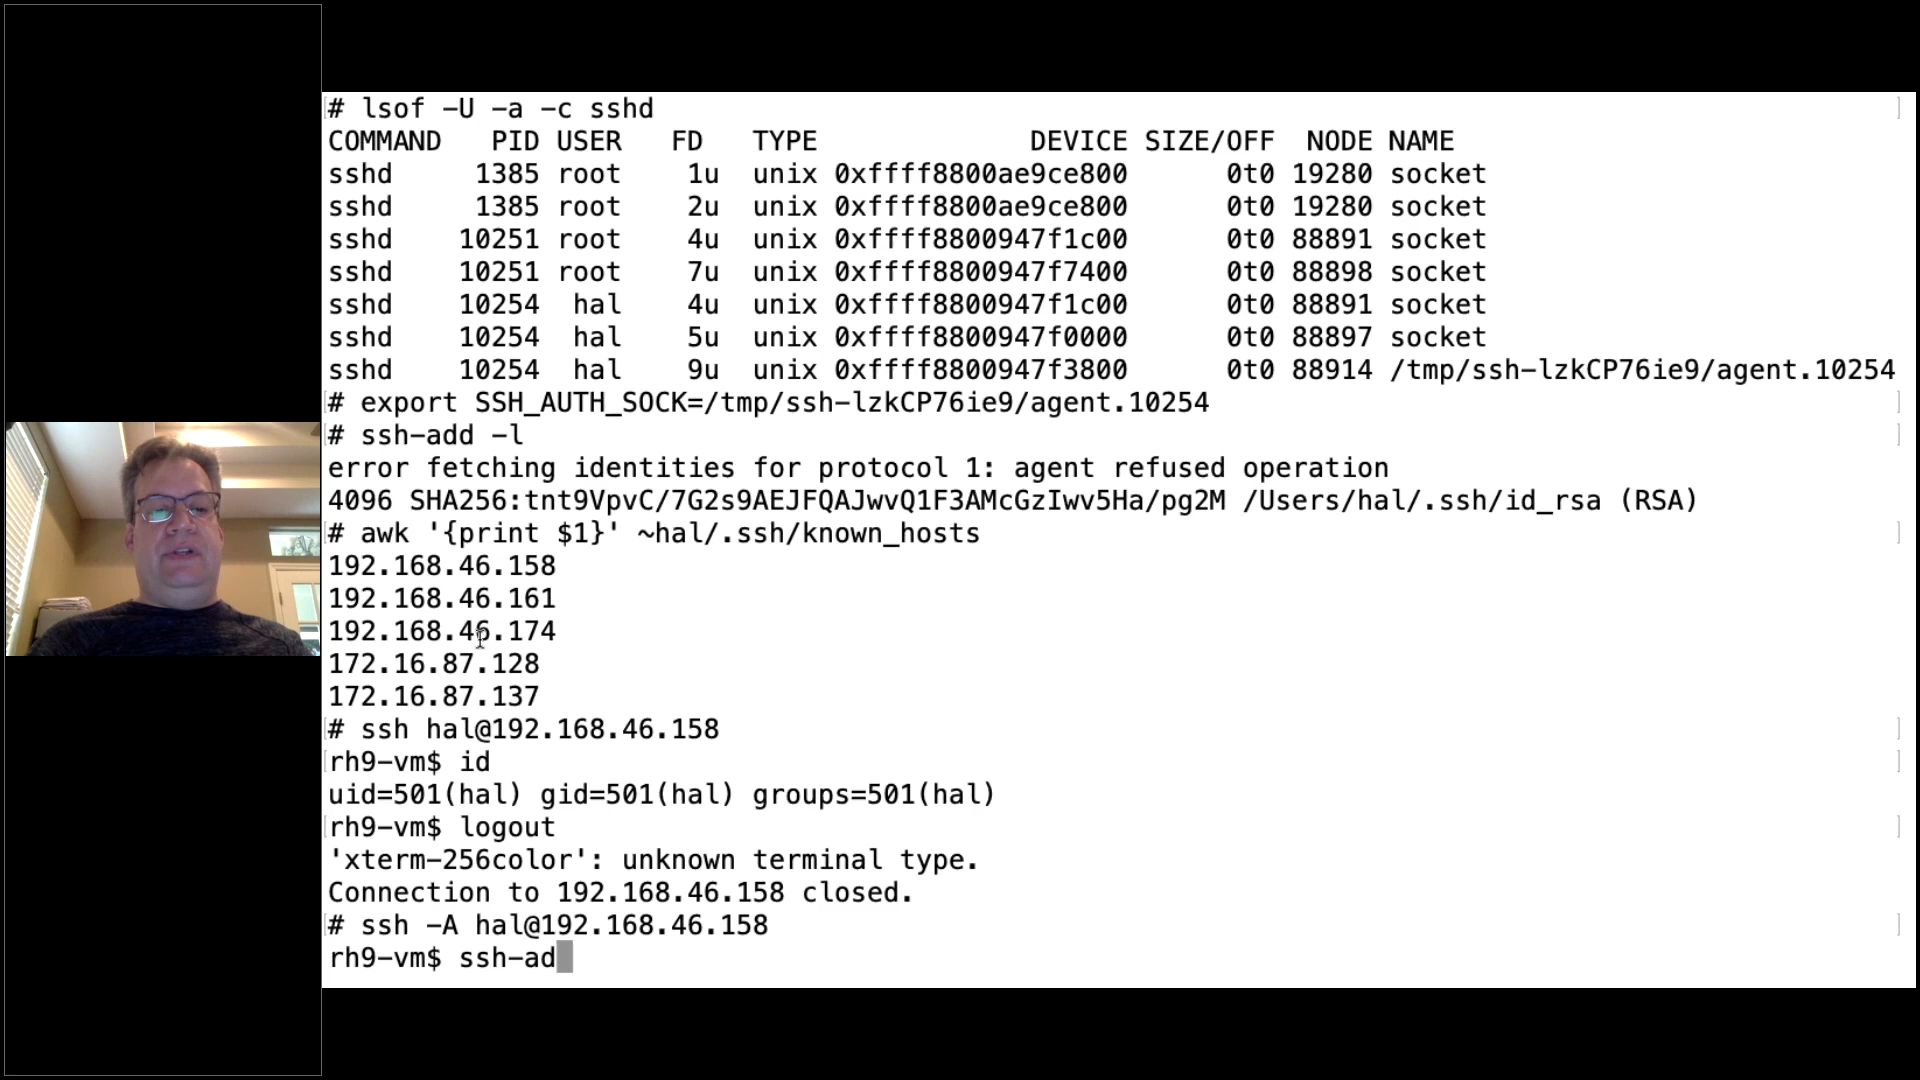 # lsof -U -a -c sshd
COMMAND PID USER FD TYPE DEVICE SIZE/OFF NODE NAME
sshd 1385 root 1u unix 0xffff8800ae9ce800 0t0 19280 socket
sshd 1385 root 2u unix 0xffff8800ae9ce800 0t0 19280 socket
sshd 10251 root 4u unix 0xffff8800947f1c00 0t0 88891 socket
sshd 10251 root 7u unix 0xffff8800947f7400 0t0 88898 socket
sshd 10254 hal 4u unix 0xffff8800947f1c00 0t0 88891 socket
sshd 10254 hal 5u unix 0xffff8800947f0000 0t0 88897 socket
sshd 10254 hal 9u unix 0xffff8800947f3800 0t0 88914 /tmp/ssh-lzkCP76ie9/agent.10254
# export SSH_AUTH_SOCK=/tmp/ssh-lzkCP76ie9/agent.10254
# ssh-add -l
error fetching identities for protocol 1: agent refused operation
4096 SHA256:tnt9VpvC/7G2s9AEJFQAJwvQ1F3AMcGzIwv5Ha/pg2M /Users/hal/.ssh/id_rsa (RSA)
# awk '{print $1}' ~hal/.ssh/known_hosts
192.168.46.158
192.168.46.161
192.168.46.174
172.16.87.128
172.16.87.137
# ssh hal@192.168.46.158
rh9-vm$ id
uid=501(hal) gid=501(hal) groups=501(hal)
rh9-vm$ logout
'xterm-256color': unknown terminal type.
Connection to 192.168.46.158 closed.
# ssh -A hal@192.168.46.158
rh9-vm$ ssh-ad